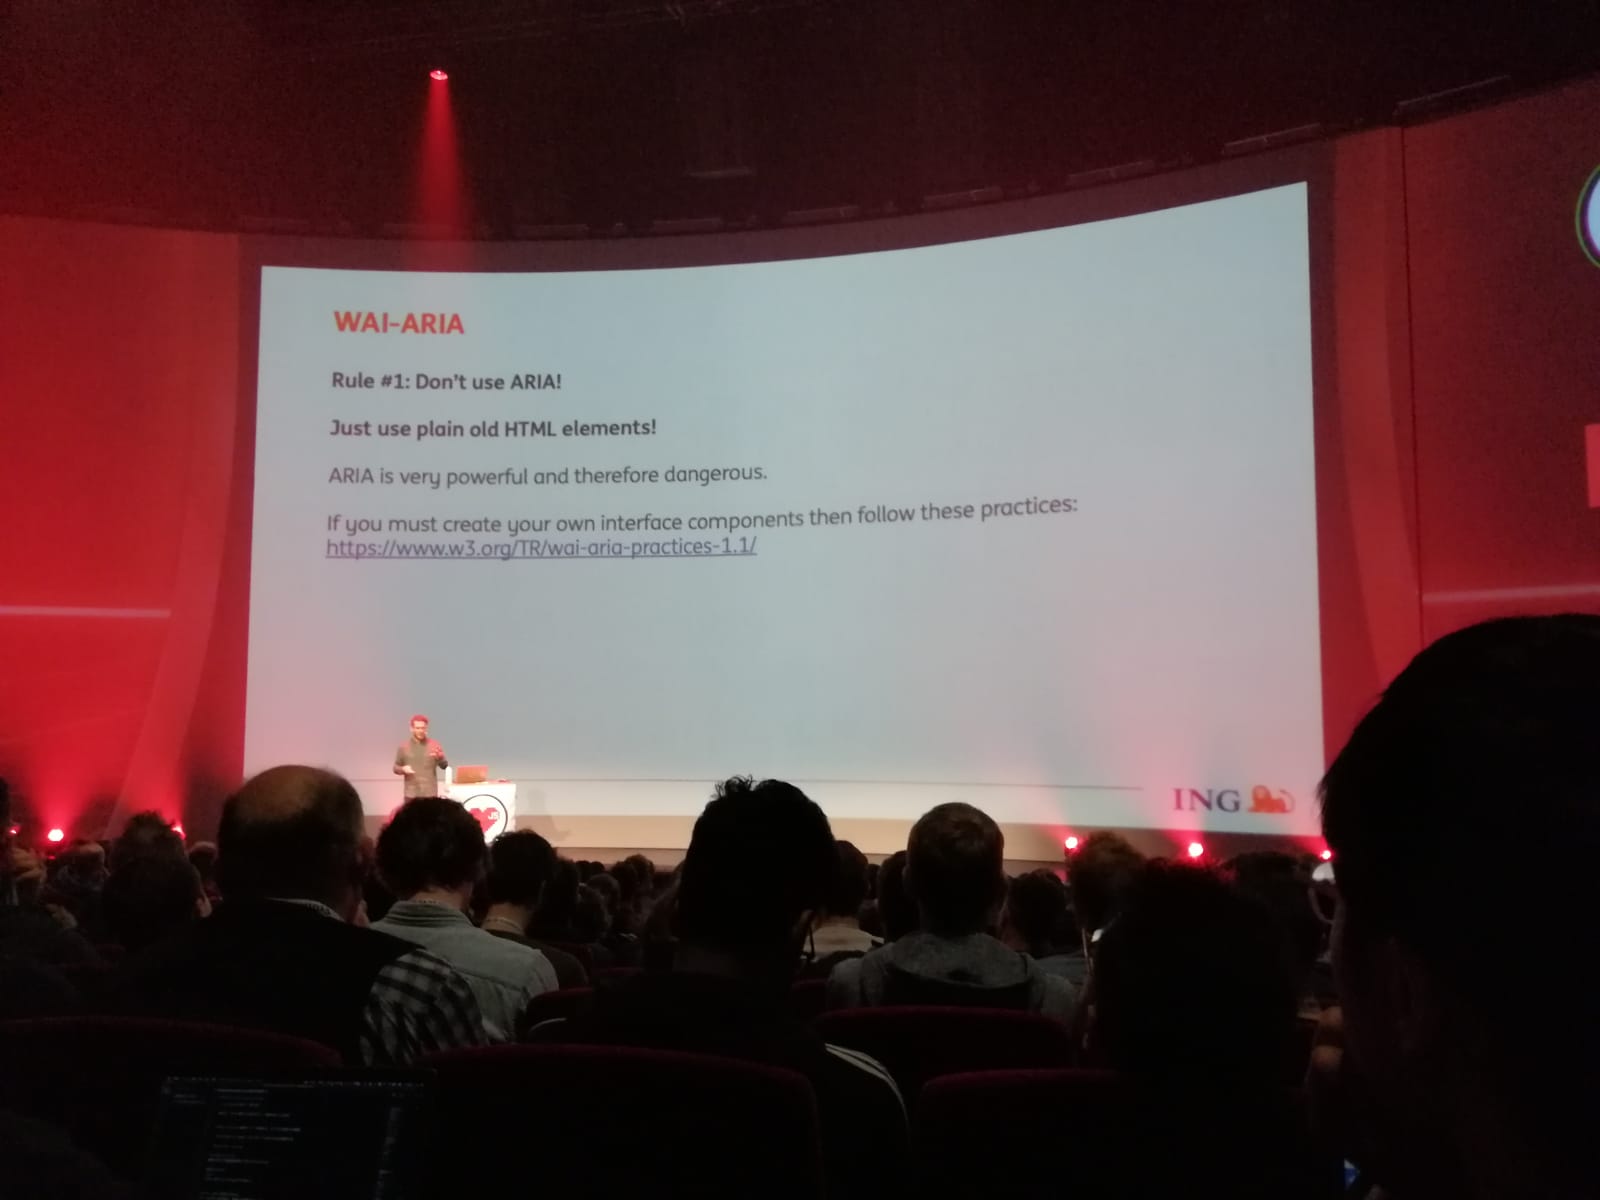 WAI-ARIA
Rule #1: Don't use ARIA!
Just use plain old HTML elements!
ARIA is very powerful and therefore dangerous.
If you must create your own interface components then follow these practices:
https://www.w3.org/TR/wai-aria-practices-1.1/
JS
ING